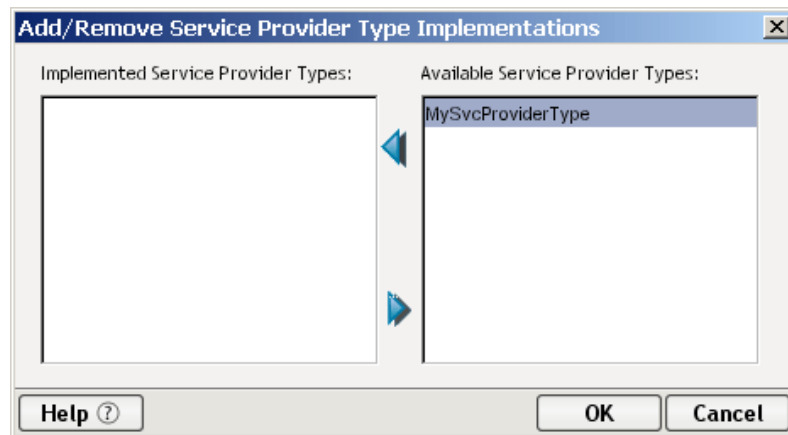 Add/Remove Service Provider Type Implementations
Implemented Service Provider Types:
Available Service Provider Types:
MySvcProviderType
Help ?
OK
Cancel